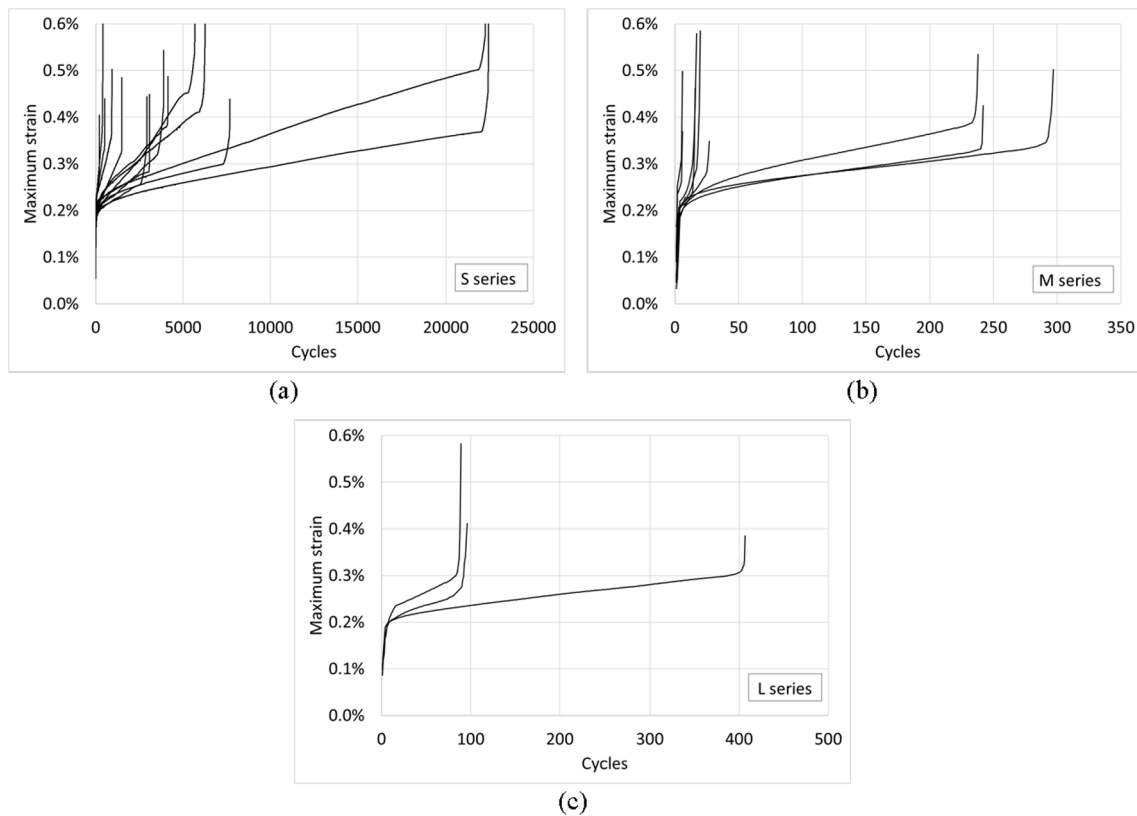 0.6%
0.5%
0.4%
0.3%
0.2%
0.1%
0.0%
Maximum strain
S series
0 5000 10000 15000 20000 25000
Cycles
(a)
0.6%
0.5%
0.4%
0.3%
0.2%
0.1%
0.0%
Maximum strain
M series
0 50 100 150 200 250 300 350
Cycles
(b)
0.6%
0.5%
0.4%
0.3%
0.2%
0.1%
0.0%
Maximum strain
L series
0 100 200 300 400 500
Cycles
(c)